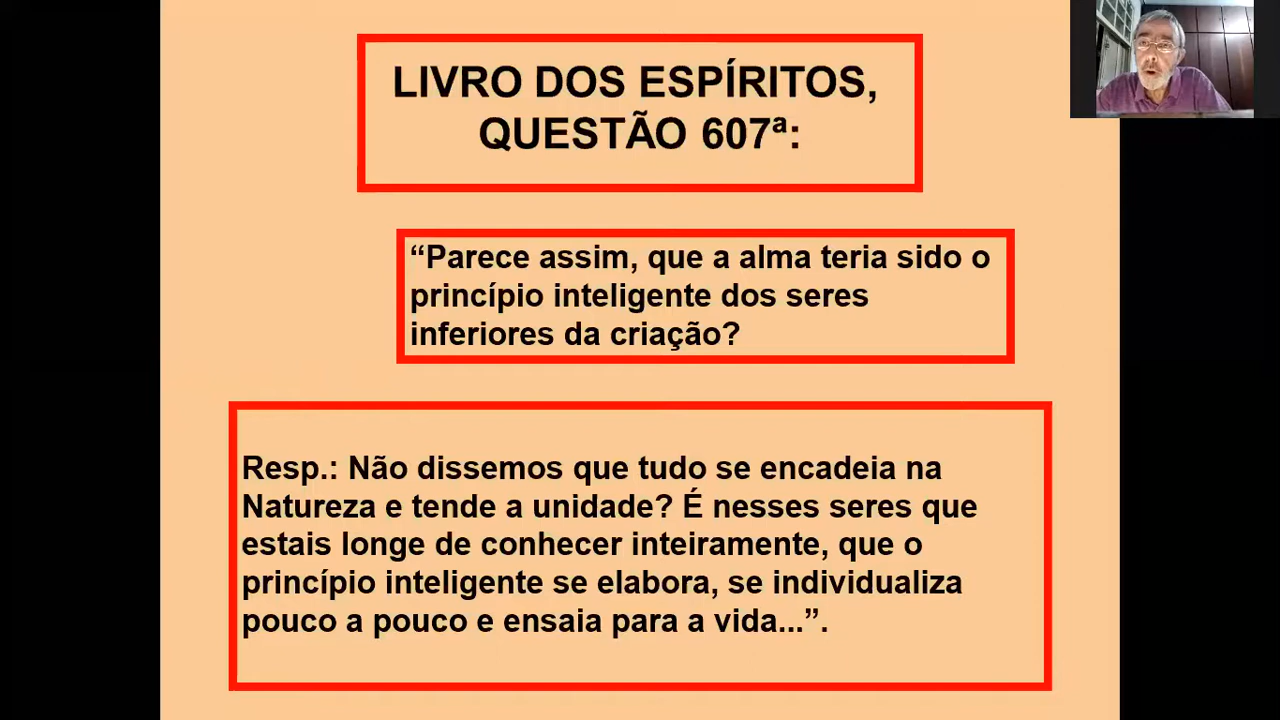 LIVRO DOS ESPÍRITOS,
QUESTÃO 607ª:
“Parece assim, que a alma teria sido o
princípio inteligente dos seres
inferiores da criação?
Resp.: Não dissemos que tudo se encadeia na
Natureza e tende a unidade? É nesses seres que
estais longe de conhecer inteiramente, que o
princípio inteligente se elabora, se individualiza
pouco a pouco e ensaia para a vida...”.